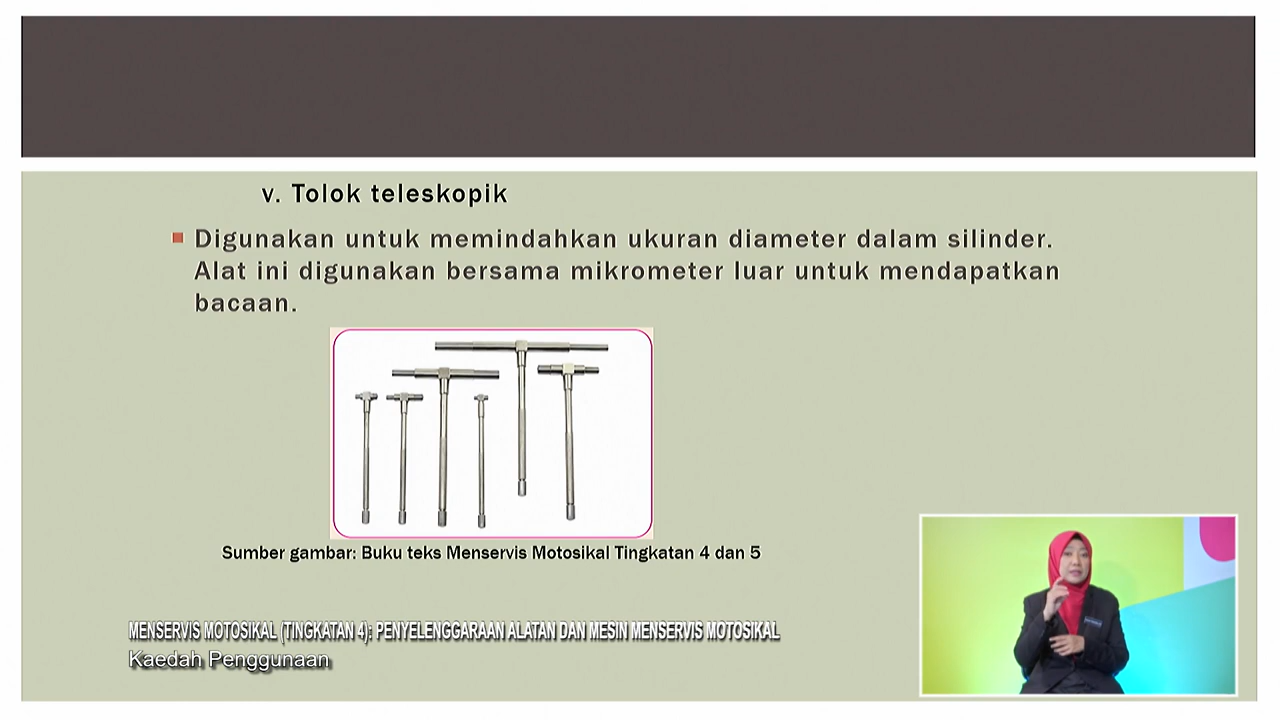 v. Tolok teleskopik
Digunakan untuk memindahkan ukuran diameter dalam silinder.
Alat ini digunakan bersama mikrometer luar untuk mendapatkan
bacaan.
Sumber gambar: Buku teks Menservis Motosikal Tingkatan 4 dan 5
MENSERVIS MOTOSIKAL (TINGKATAN 4): PENYELENGGARAAN ALATAN DAN MESIN MENSERVIS MOTOSIKAL
Kaedah Penggunaan